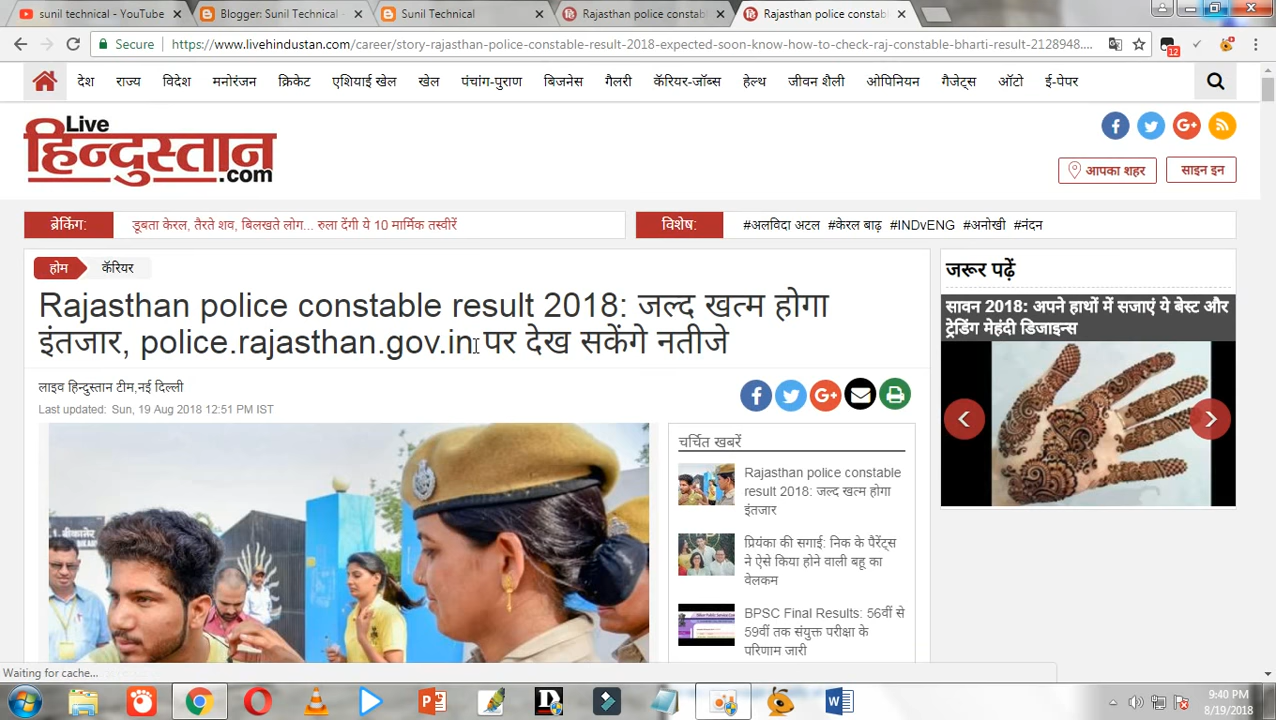 sunil technical - YouTube
Blogger: Sunil Technical -
Sunil Technical
Rajasthan police constab
Rajasthan police constab
Secure
https://www.livehindustan.com/career/story-rajasthan-police-constable-result-2018-expected-soon-know-how-to-check-raj-constable-bharti-result-2128948....
12
देश राज्य विदेश मनोरंजन क्रिकेट एशियाई खेल खेल पंचांग-पुराण बिजनेस गैलरी कॅरियर-जॉब्स हेल्थ जीवन शैली ओपिनियन गैजेट्स ऑटो ई-पेपर
Live
हिन्दुस्तान
.com
आपका शहर
साइन इन
ब्रेकिंग:
डूबता केरल, तैरते शव, बिलखते लोग... रुला देंगी ये 10 मार्मिक तस्वीरें
विशेष:
#अलविदा अटल #केरल बाढ़ #INDvENG #अनोखी #नंदन
होम
कॅरियर
Rajasthan police constable result 2018: जल्द खत्म होगा
इंतजार, police.rajasthan.gov.in पर देख सकेंगे नतीजे
लाइव हिन्दुस्तान टीम,नई दिल्ली
Last updated: Sun, 19 Aug 2018 12:51 PM IST
चर्चित खबरें
Rajasthan police constable
result 2018: जल्द खत्म होगा
इंतजार
प्रियंका की सगाई: निक के पैरेंट्स
ने ऐसे किया होने वाली बहू का
वेलकम
BPSC Final Results: 56वीं से
59वीं तक संयुक्त परीक्षा के
परिणाम जारी
जरूर पढ़ें
सावन 2018: अपने हाथों में सजाएं ये बेस्ट और
ट्रेडिंग मेहंदी डिजाइन्स
Waiting for cache...
9:40 PM
8/19/2018